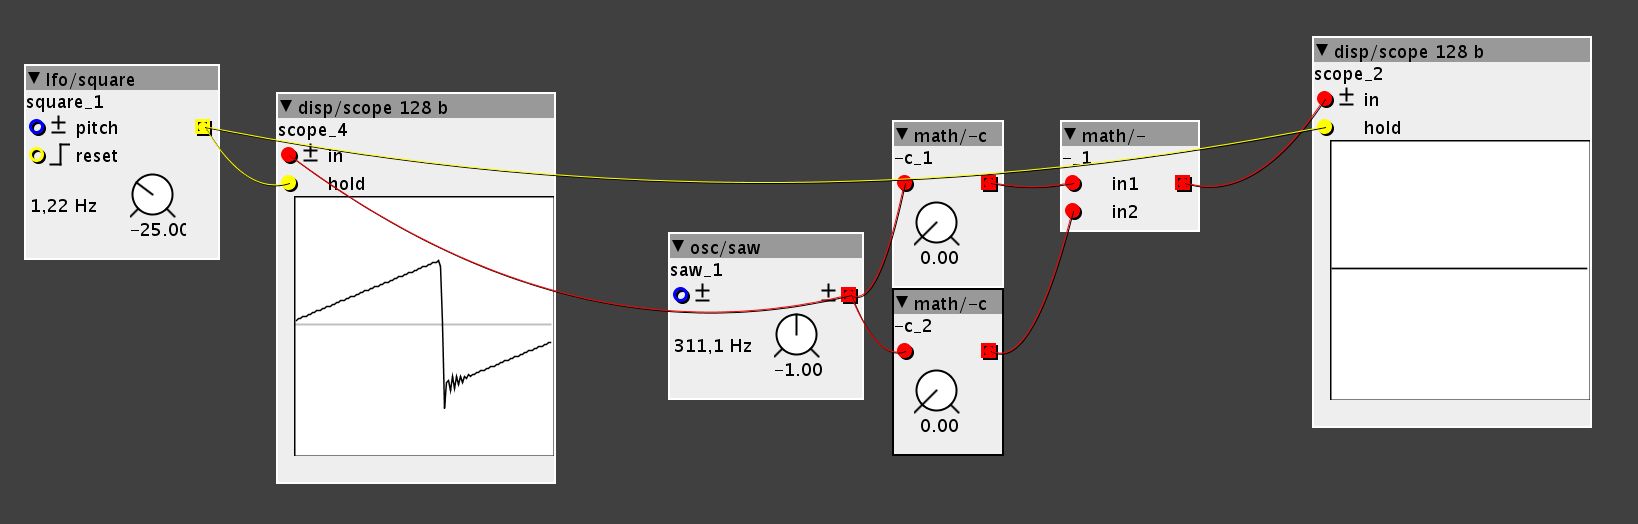 lfo/square
square_1
pitch
reset
1,22 Hz
-25.00
disp/scope 128 b
scope_4
± in
hold
osc/saw
saw_1
±
±
311,1 Hz
-1.00
math/-c
-c_1
0.00
math/-c
-c_2
0.00
math/-
-_1
in1
in2
disp/scope 128 b
scope_2
± in
hold